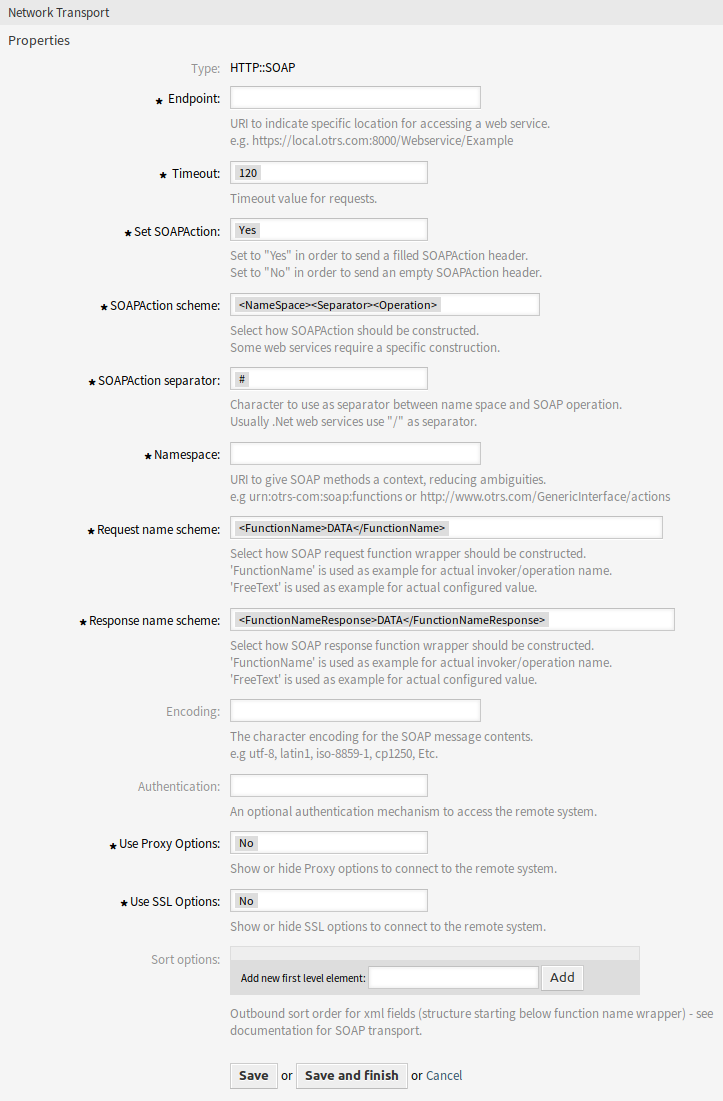 Network Transport
Properties
Type: HTTP::SOAP
★ Endpoint:
URI to indicate specific location for accessing a web service.
e.g. https://local.otrs.com:8000/Webservice/Example
★ Timeout: 120
Timeout value for requests.
★ Set SOAPAction: Yes
Set to "Yes" in order to send a filled SOAPAction header.
Set to "No" in order to send an empty SOAPAction header.
★ SOAPAction scheme: <NameSpace><Separator><Operation>
Select how SOAPAction should be constructed.
Some web services require a specific construction.
★ SOAPAction separator: #
Character to use as separator between name space and SOAP operation.
Usually .Net web services use "/" as separator.
★ Namespace:
URI to give SOAP methods a context, reducing ambiguities.
e.g urn:otrs-com:soap:functions or http://www.otrs.com/GenericInterface/actions
★ Request name scheme: <FunctionName>DATA</FunctionName>
Select how SOAP request function wrapper should be constructed.
'FunctionName' is used as example for actual invoker/operation name.
'FreeText' is used as example for actual configured value.
★ Response name scheme: <FunctionNameResponse>DATA</FunctionNameResponse>
Select how SOAP response function wrapper should be constructed.
'FunctionName' is used as example for actual invoker/operation name.
'FreeText' is used as example for actual configured value.
Encoding:
The character encoding for the SOAP message contents.
e.g utf-8, latin1, iso-8859-1, cp1250, Etc.
Authentication:
An optional authentication mechanism to access the remote system.
★ Use Proxy Options: No
Show or hide Proxy options to connect to the remote system.
★ Use SSL Options: No
Show or hide SSL options to connect to the remote system.
Sort options:
Add new first level element: Add
Outbound sort order for xml fields (structure starting below function name wrapper) - see
documentation for SOAP transport.
Save or Save and finish or Cancel